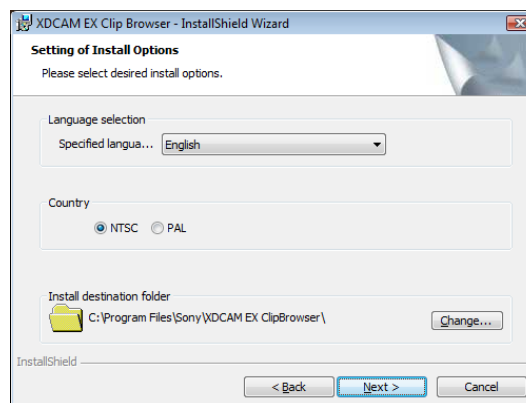 XDCAM EX Clip Browser - InstallShield Wizard
Setting of Install Options
Please select desired install options.
Language selection
Specified langua... English
Country
NTSC PAL
Install destination folder
C:\Program Files\Sony\XDCAM EX ClipBrowser\
Change...
InstallShield
< Back Next > Cancel